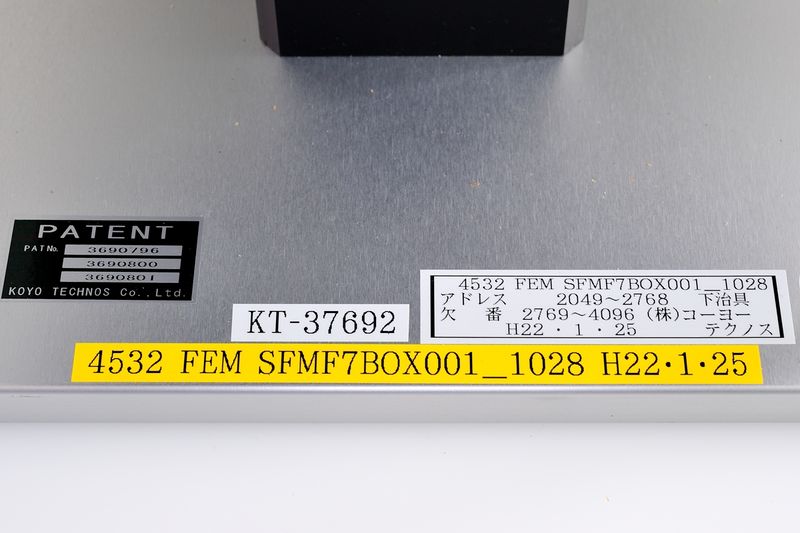 PATENT
PAT No. 3690796
3690800
3690801
KOYO TECHNOS Co., Ltd.
4532 FEM SFMF7BOX001_1028
アドレス 2049~2768 下治具
欠 番 2769~4096 (株)コーヨー
H22・1・25 テクノス
KT-37692
4532 FEM SFMF7BOX001_1028 H22・1・25